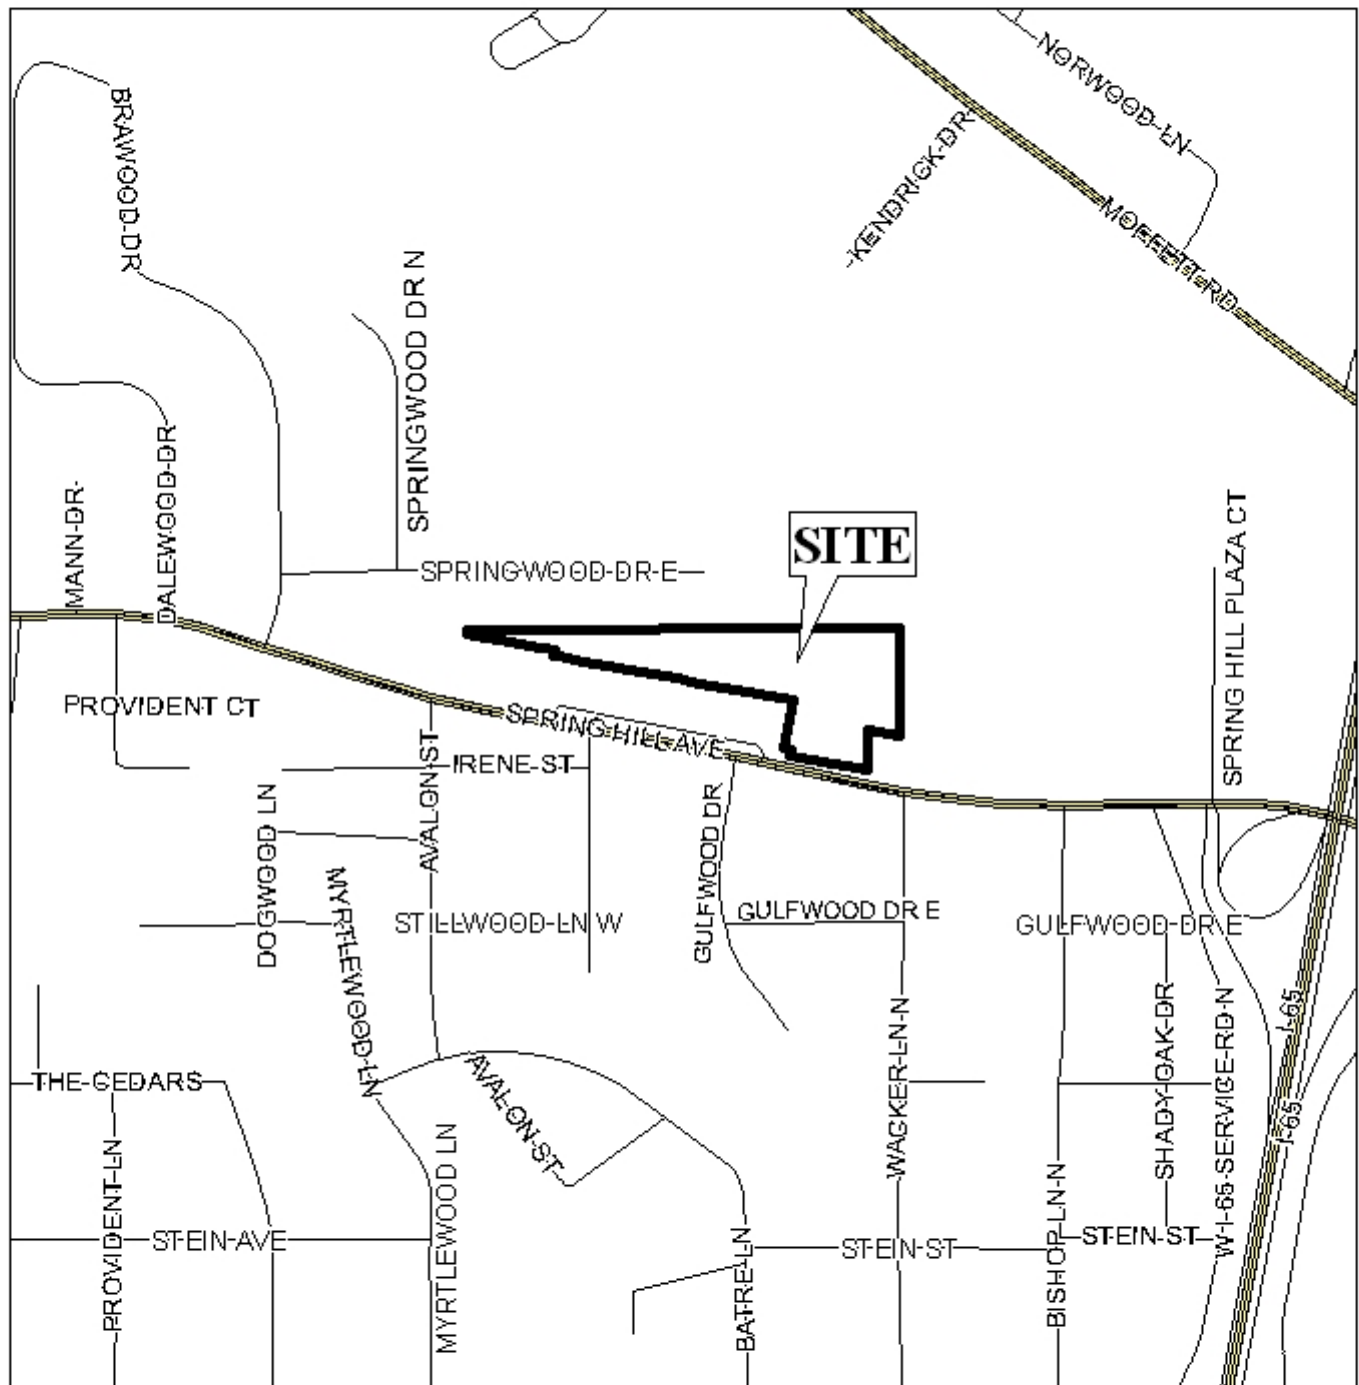 NORWOOD LN
BRAWOOD DR
KENDRICK DR
MOFFETT RD
SPRINGWOOD DR N
MANN DR
DALEWOOD DR
SPRINGWOOD DR E
SITE
SPRING HILL PLAZA CT
PROVIDENT CT
SPRING HILL AVE
IRENE ST
AVALON ST
DOGWOOD LN
GULFWOOD DR
MYRTLEWOOD LN
STILLWOOD LN W
GULFWOOD DR E
GULFWOOD DR E
I-65
WACKER LN N
SHADY OAK DR
W I-65 SERVICE RD N
THE CEDARS
AVALON ST
I-65
PROVIDENT LN
MYRTLEWOOD LN
BISHOP LN N
STEIN AVE
BATRE LN
STEIN ST
STEIN ST